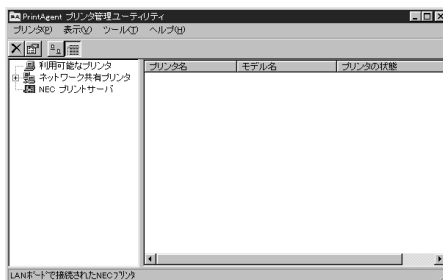 PrintAgent プリンタ管理ユーティリティ
プリンタ(P) 表示(V) ツール(T) ヘルプ(H)
プリンタ名 モデル名 プリンタの状態
利用可能なプリンタ
ネットワーク共有プリンタ
NEC プリントサーバ
LANボードで接続されたNECプリンタ